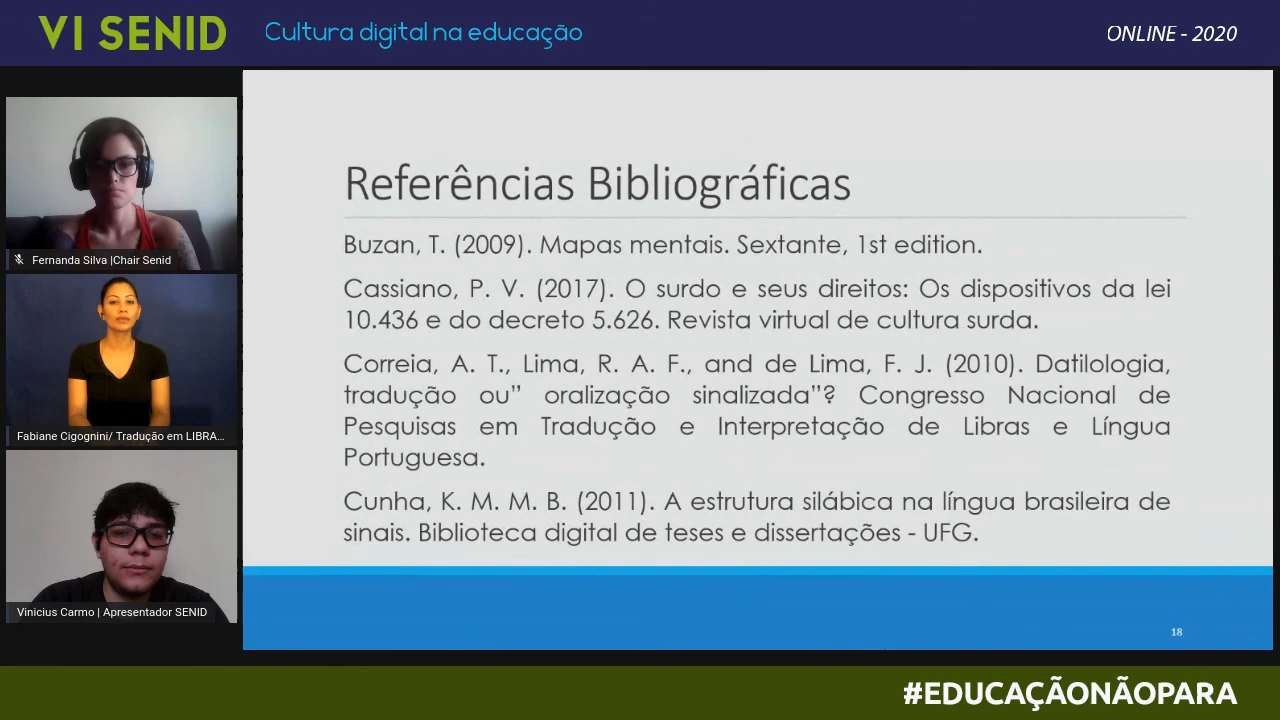 VI SENID
Cultura digital na educação
ONLINE - 2020
Fernanda Silva |Chair Senid
Fabiane Cigognini/ Tradução em LIBRA...
Vinicius Carmo | Apresentador SENID
Referências Bibliográficas
Buzan, T. (2009). Mapas mentais. Sextante, 1st edition.
Cassiano, P. V. (2017). O surdo e seus direitos: Os dispositivos da lei
10.436 e do decreto 5.626. Revista virtual de cultura surda.
Correia, A. T., Lima, R. A. F., and de Lima, F. J. (2010). Datilologia,
tradução ou” oralização sinalizada”? Congresso Nacional de
Pesquisas em Tradução e Interpretação de Libras e Língua
Portuguesa.
Cunha, K. M. M. B. (2011). A estrutura silábica na língua brasileira de
sinais. Biblioteca digital de teses e dissertações - UFG.
18
#EDUCAÇÃONÃOPARA